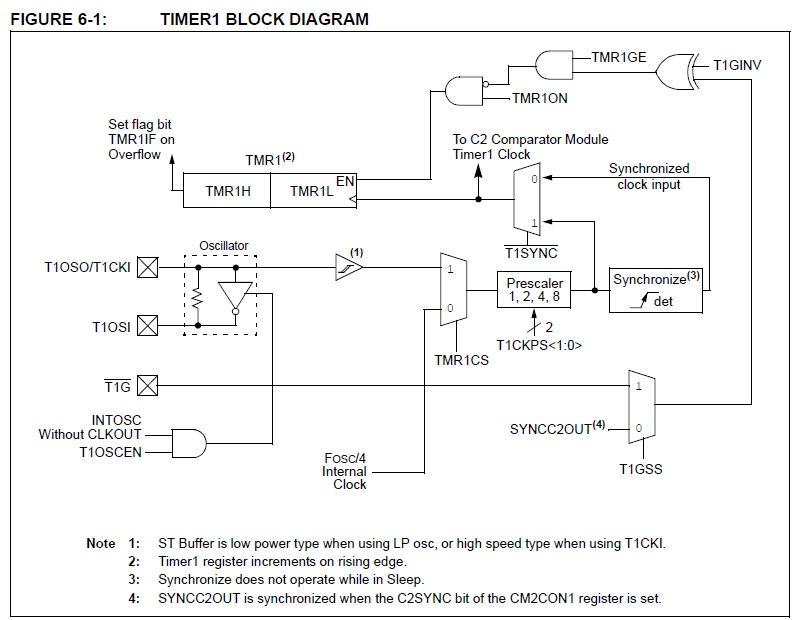 FIGURE 6-1: TIMER1 BLOCK DIAGRAM
TMR1GE
T1GINV
TMR1ON
Set flag bit
TMR1IF on
Overflow
To C2 Comparator Module
Timer1 Clock
TMR1(2)
EN
TMR1H
TMR1L
0
1
Synchronized
clock input
T1SYNC
Oscillator
(1)
T1OSO/T1CKI
1
0
Prescaler
1, 2, 4, 8
Synchronize(3)
det
T1OSI
2
T1CKPS<1:0>
TMR1CS
T1G
1
0
INTOSC
Without CLKOUT
T1OSCEN
SYNCC2OUT(4)
FOSC/4
Internal
Clock
T1GSS
Note 1: ST Buffer is low power type when using LP osc, or high speed type when using T1CKI.
2: Timer1 register increments on rising edge.
3: Synchronize does not operate while in Sleep.
4: SYNCC2OUT is synchronized when the C2SYNC bit of the CM2CON1 register is set.